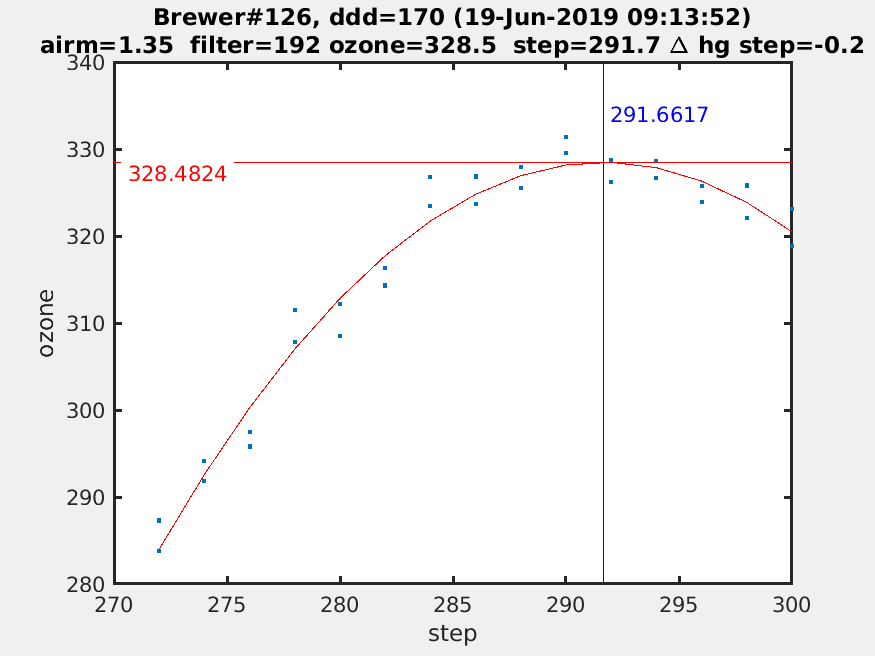 Brewer#126, ddd=170 (19-Jun-2019 09:13:52)
airm=1.35  filter=192 ozone=328.5  step=291.7 Δ hg step=-0.2
340
330
320
310
300
290
280
291.6617
328.4824
ozone
270 275 280 285 290 295 300
step